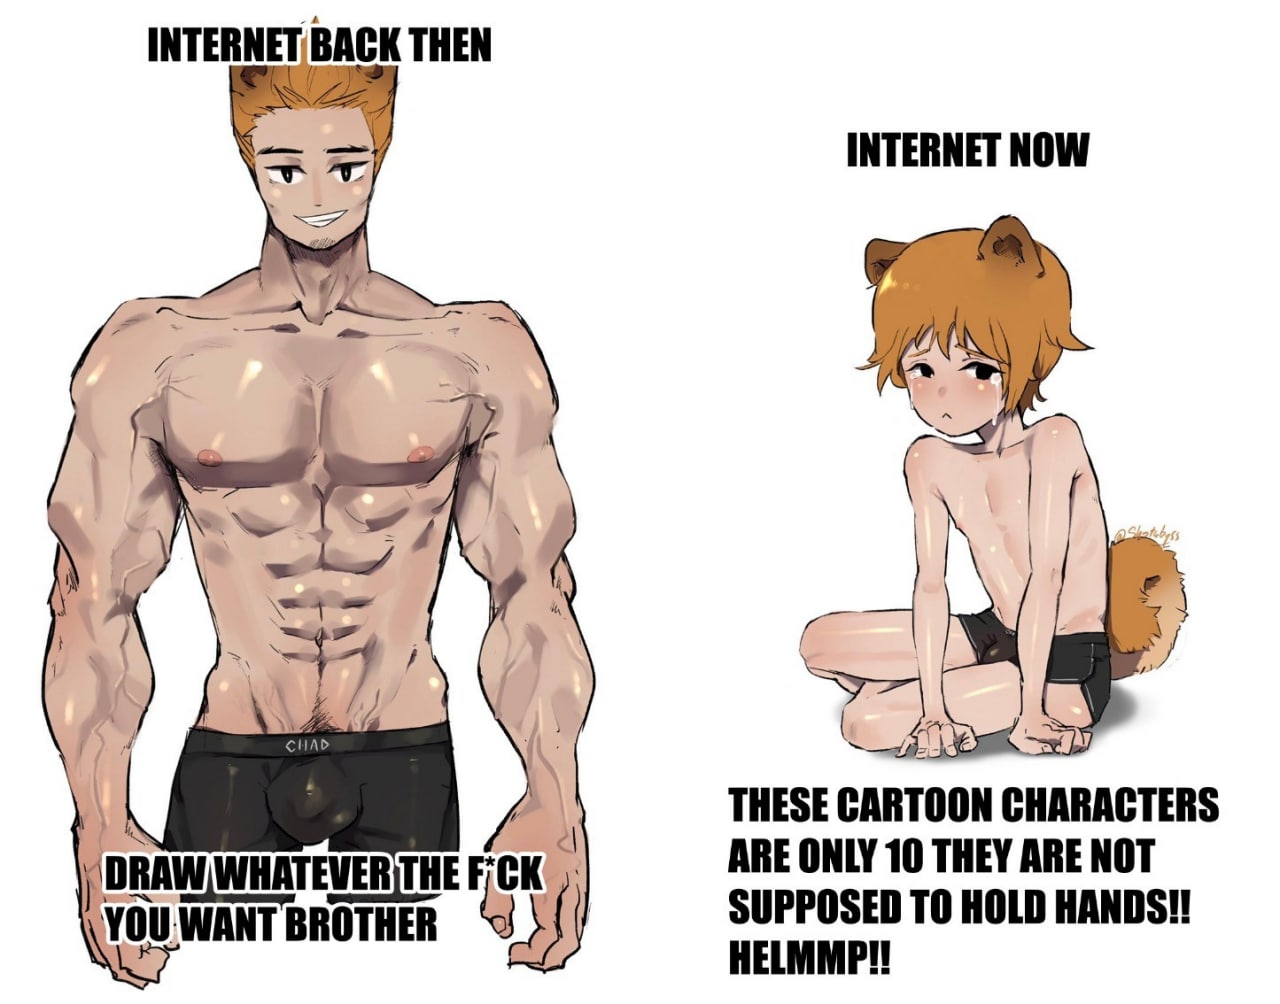 INTERNET BACK THEN
CHAD
DRAW WHATEVER THE F*CK
YOU WANT BROTHER
INTERNET NOW
THESE CARTOON CHARACTERS
ARE ONLY 10 THEY ARE NOT
SUPPOSED TO HOLD HANDS!!
HELMMP!!